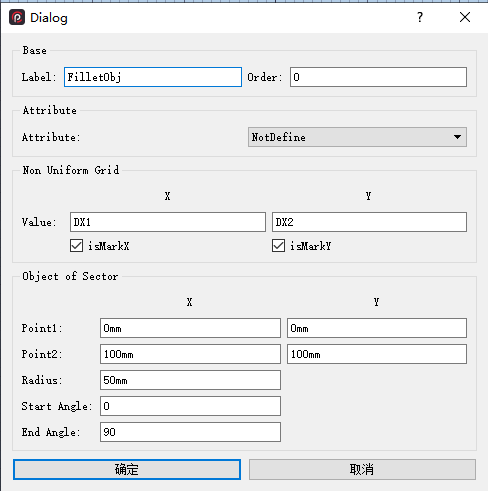 Dialog ?
Base
Label: FilletObj Order: 0
Attribute
Attribute: NotDefine
Non Uniform Grid
X Y
Value: DX1 DX2
isMarkX isMarkY
Object of Sector
X Y
Point1: 0mm 0mm
Point2: 100mm 100mm
Radius: 50mm
Start Angle: 0
End Angle: 90
确定 取消